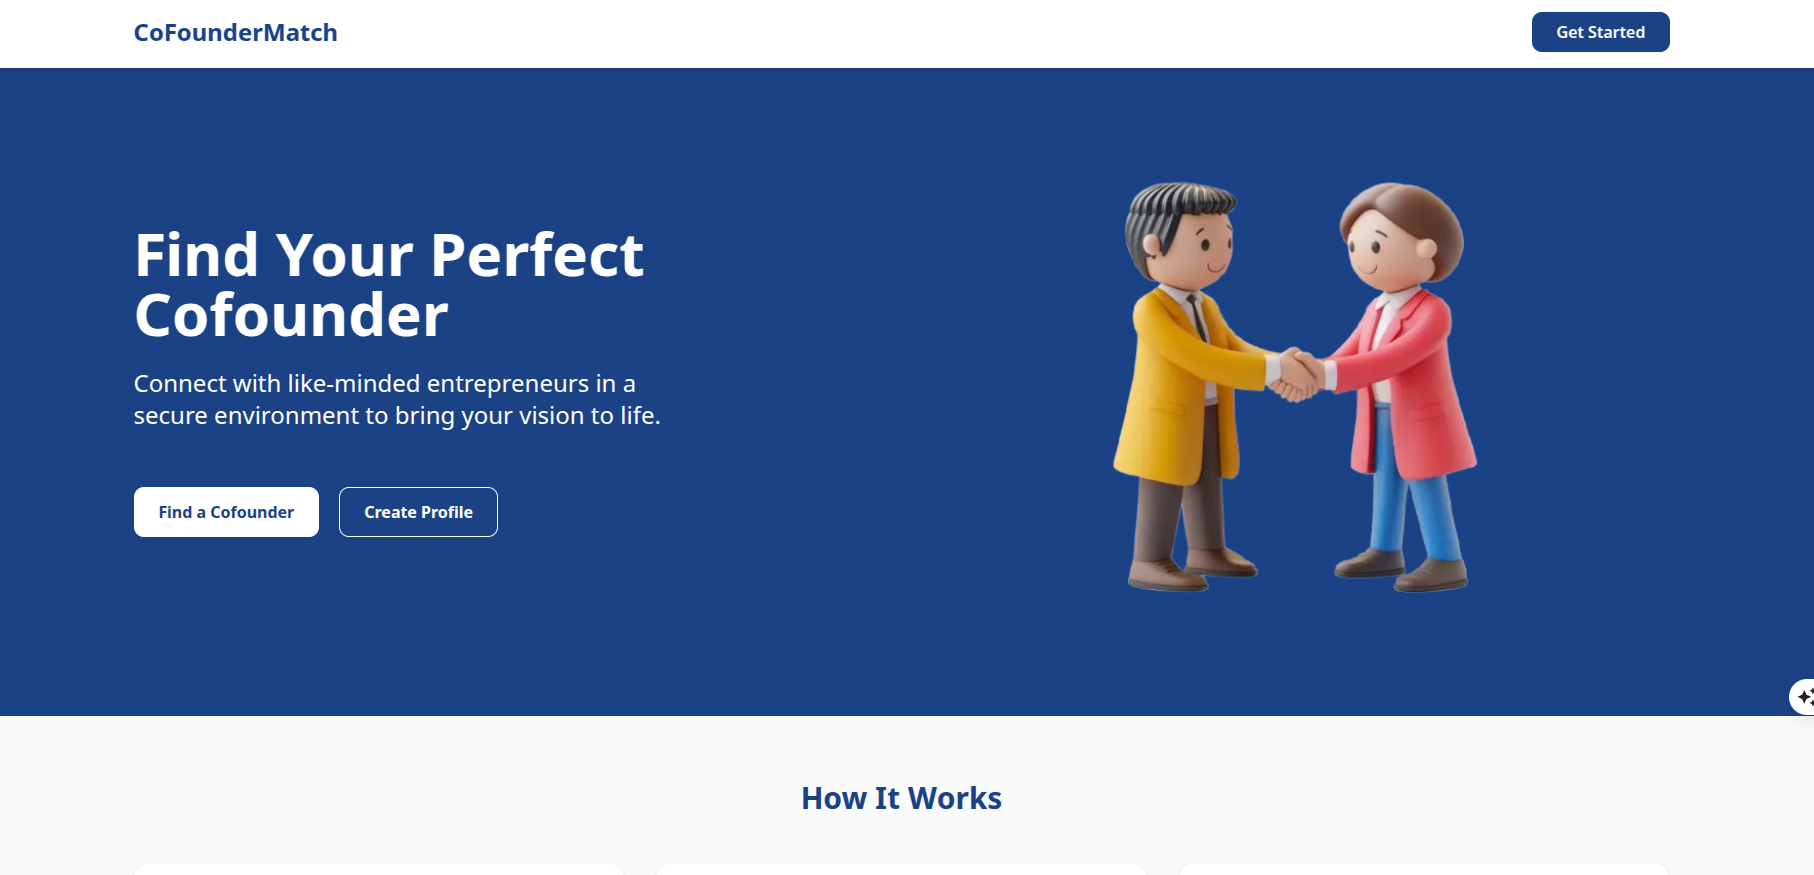 CoFounderMatch
Get Started
Find Your Perfect
Cofounder
Connect with like-minded entrepreneurs in a
secure environment to bring your vision to life.
Find a Cofounder
Create Profile
How It Works